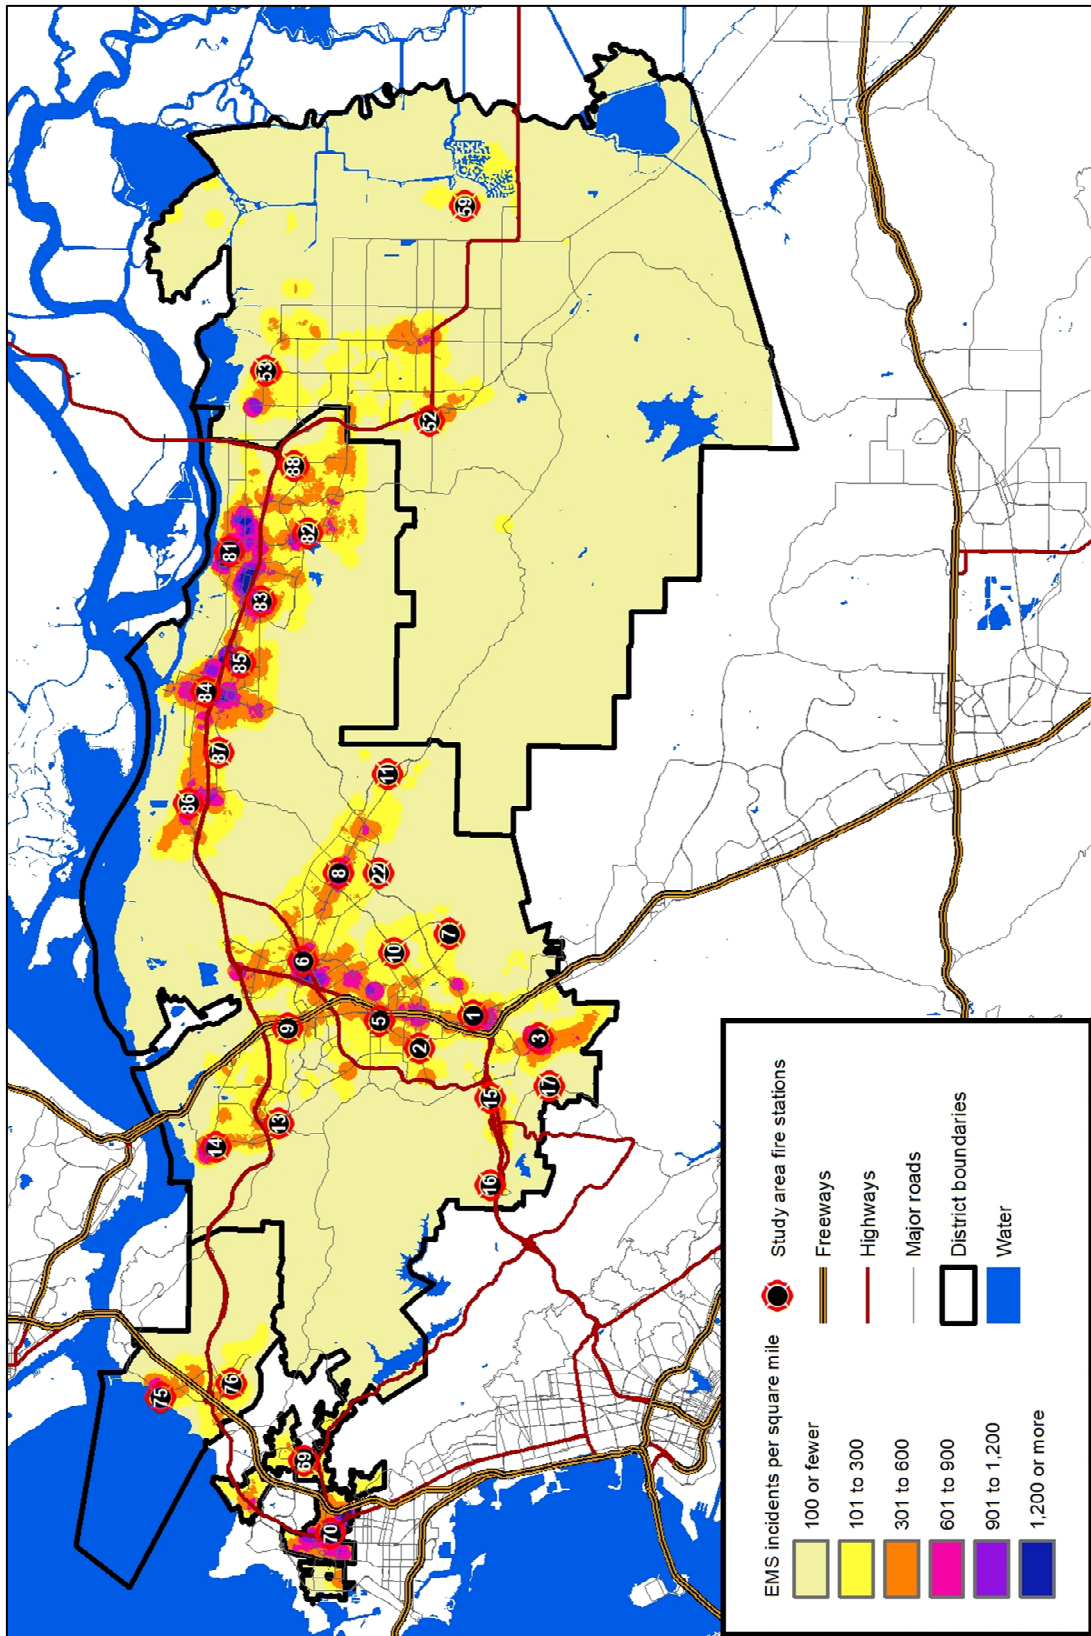 75
76
69
70
14
13
9
16
15
17
2
5
1
3
6
10
7
8
22
11
86
87
84
85
83
81
82
88
53
52
59
EMS incidents per square mile
100 or fewer
101 to 300
301 to 600
601 to 900
901 to 1,200
1,200 or more
Study area fire stations
Freeways
Highways
Major roads
District boundaries
Water